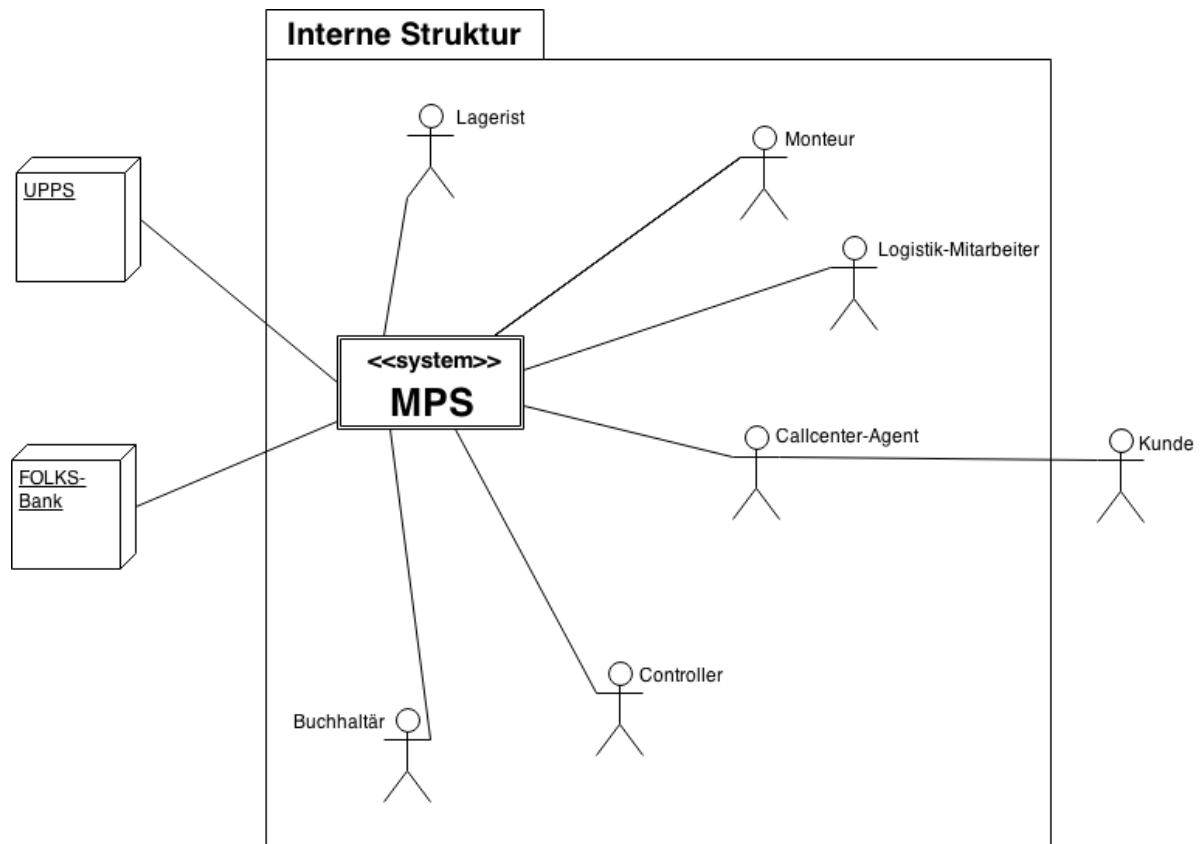 Interne Struktur
Lagerist
Monteur
UPPS
Logistik-Mitarbeiter
<<system>>
MPS
Callcenter-Agent
Kunde
FOLKS-
Bank
Controller
Buchhaltär